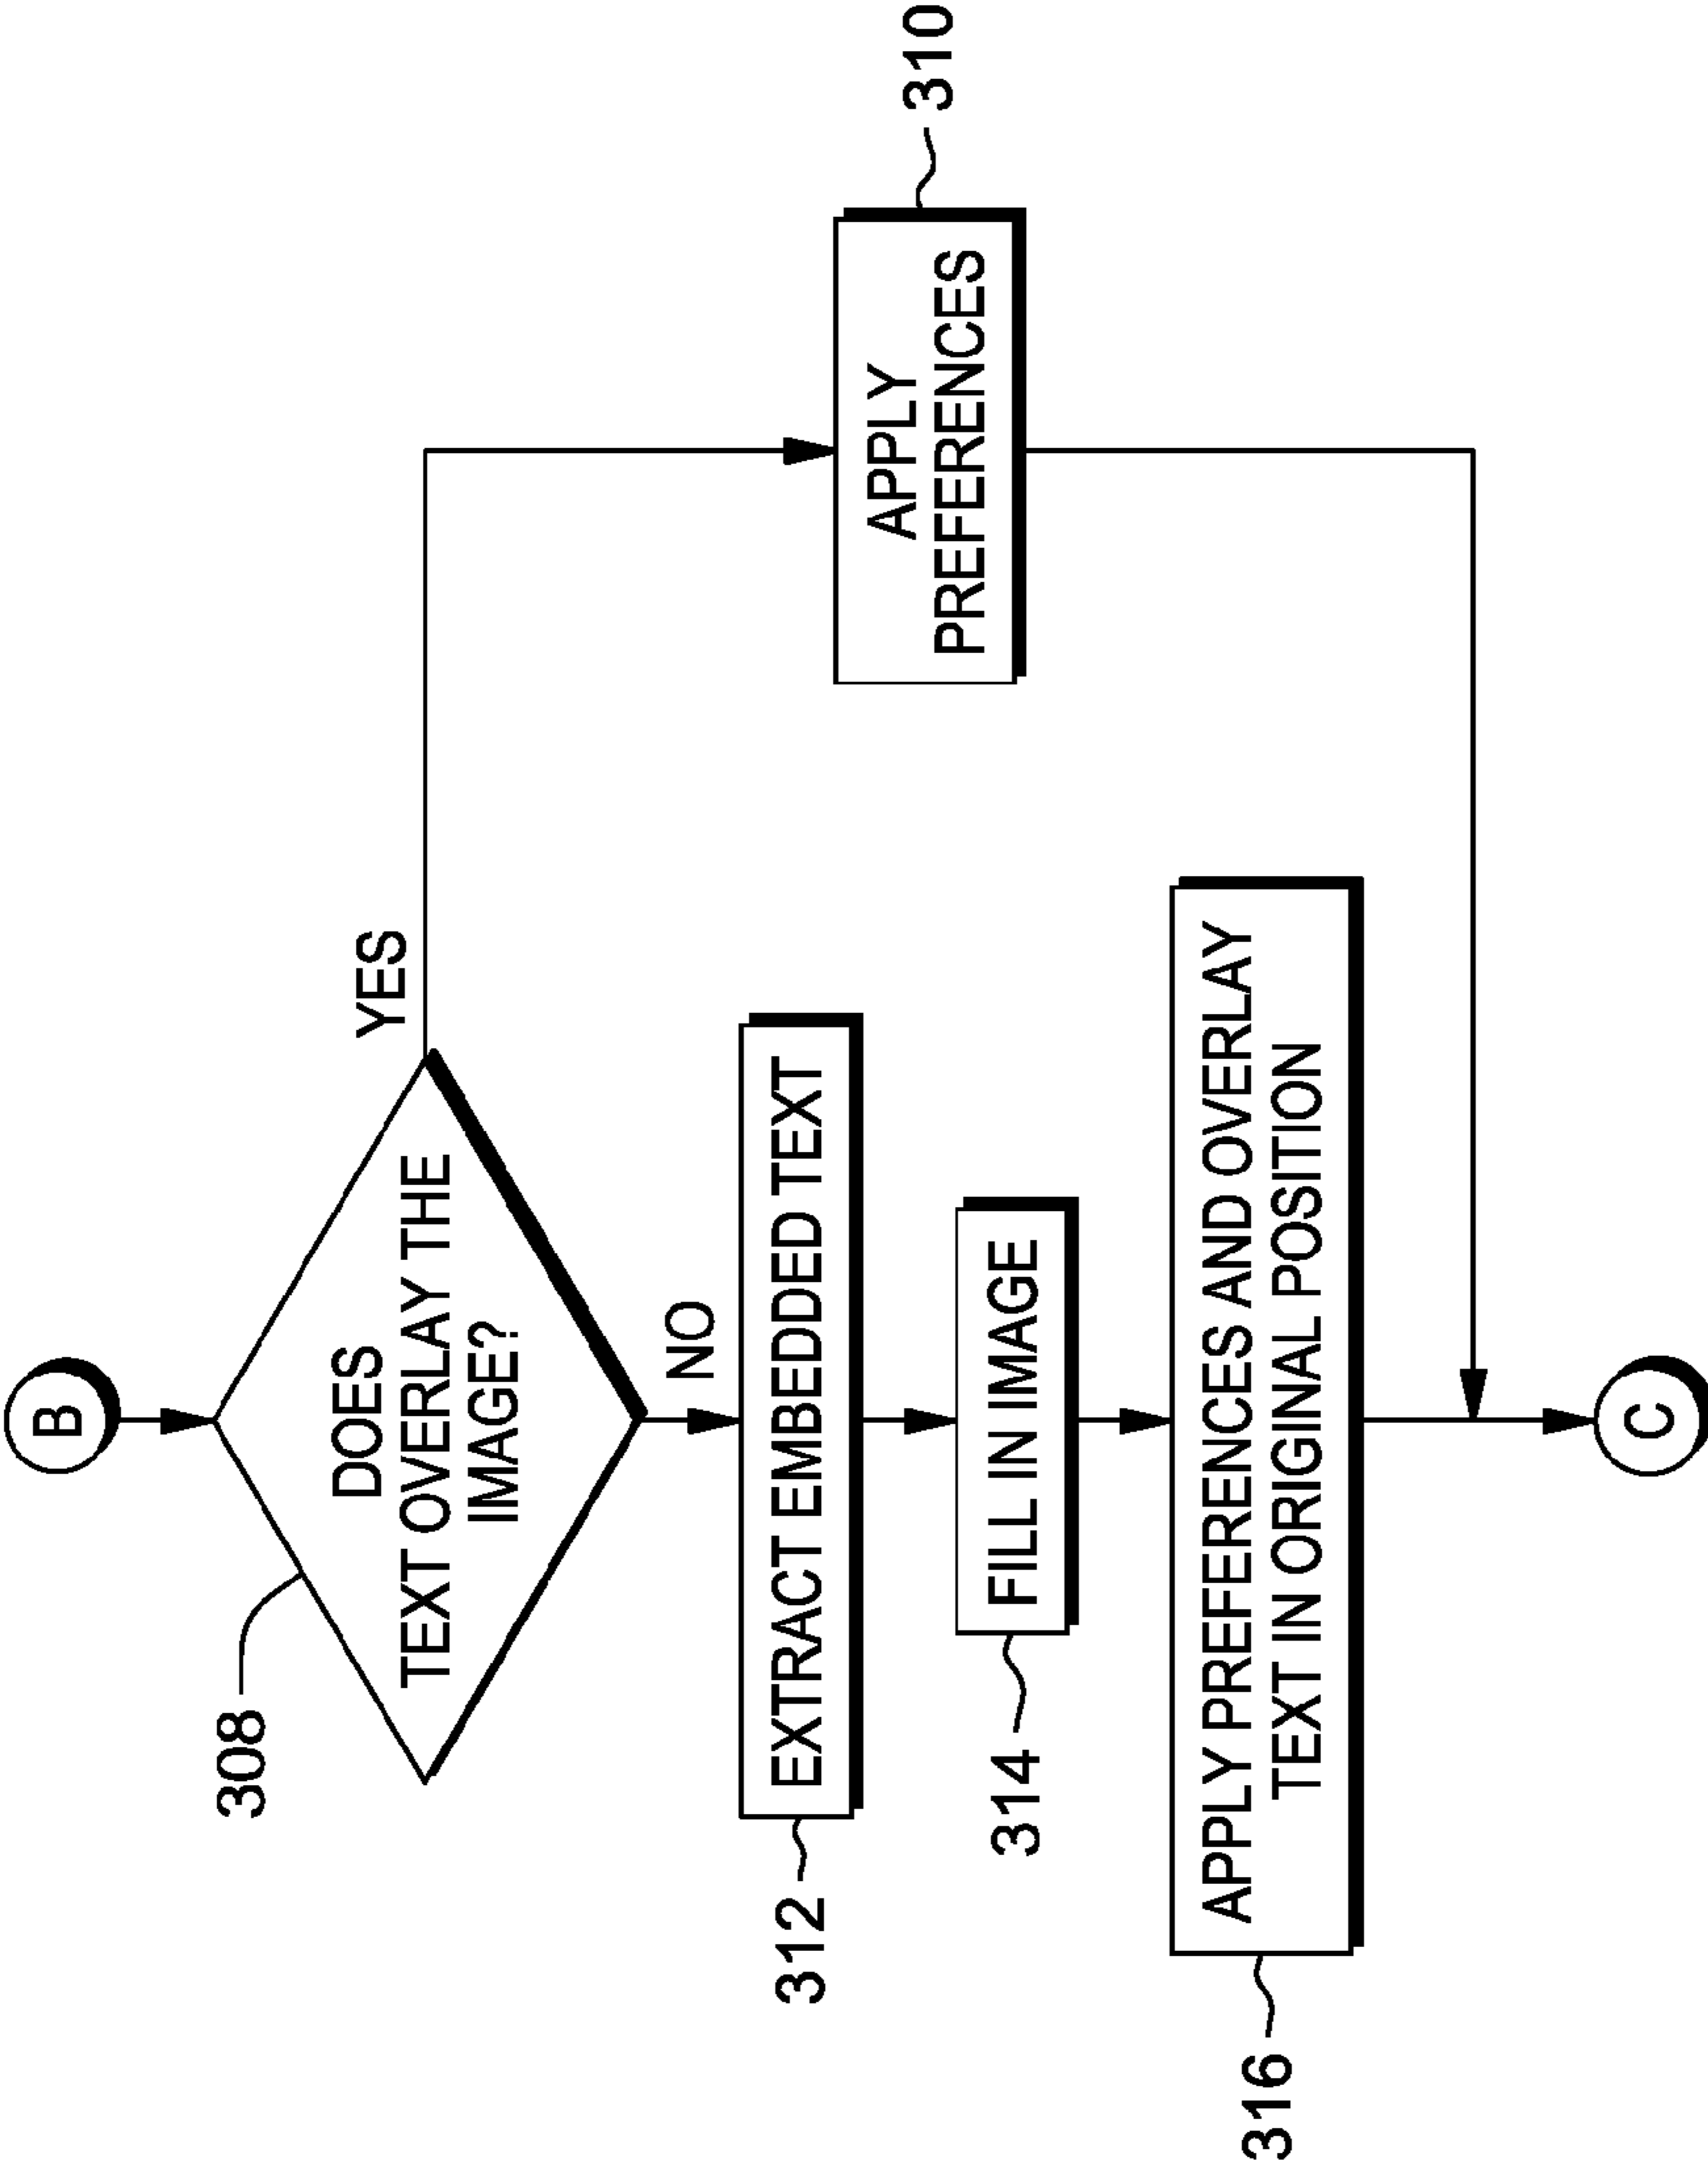 B
308
DOES
TEXT OVERLAY THE
IMAGE?
YES
NO
312
EXTRACT EMBEDDED TEXT
APPLY
PREFERENCES
310
314
FILL IN IMAGE
316
APPLY PREFERENCES AND OVERLAY
TEXT IN ORIGINAL POSITION
C